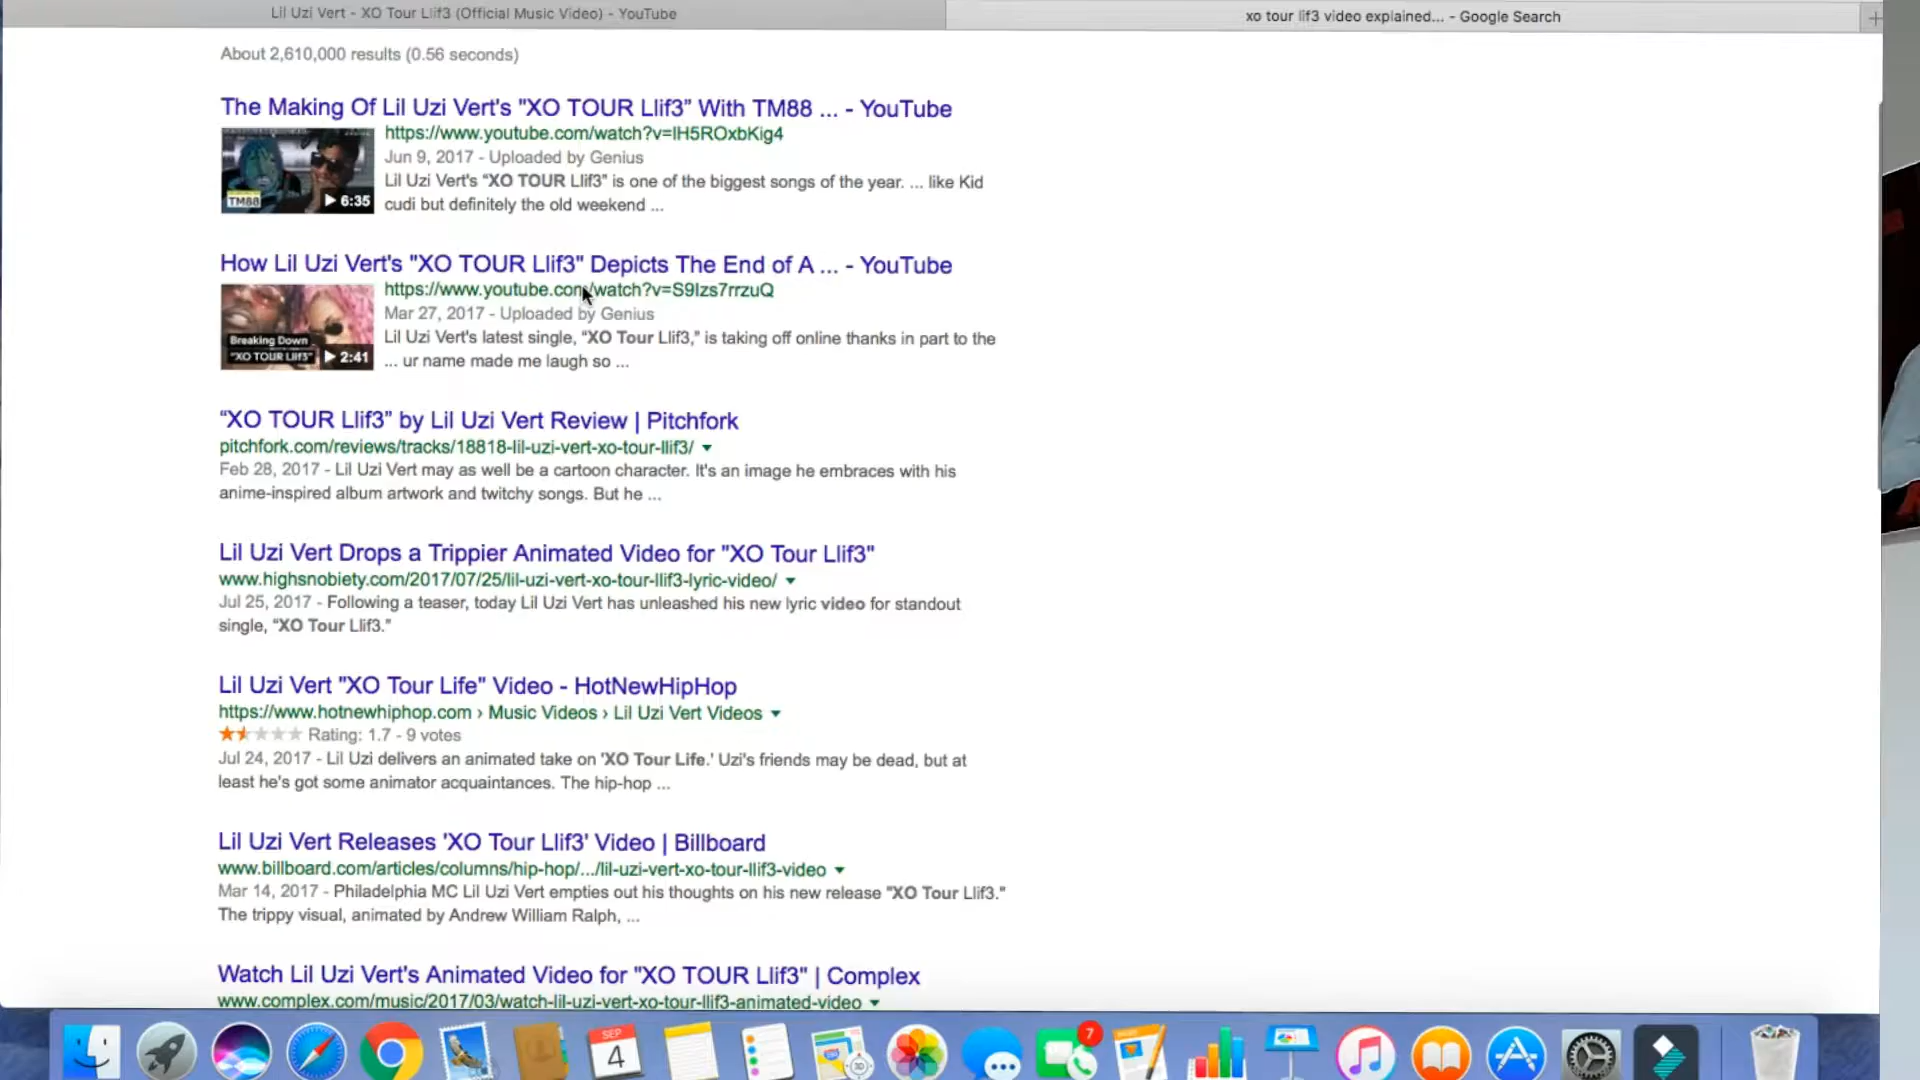 Lil Uzi Vert - XO Tour Llif3 (Official Music Video) - YouTube
xo tour lif3 video explained... - Google Search
About 2,610,000 results (0.56 seconds)
The Making Of Lil Uzi Vert's "XO TOUR Llif3” With TM88 ... - YouTube
https://www.youtube.com/watch?v=IH5ROxbKig4
Jun 9, 2017 - Uploaded by Genius
Lil Uzi Vert's “XO TOUR Llif3” is one of the biggest songs of the year. ... like Kid
cudi but definitely the old weekend ...
TM88
6:35
How Lil Uzi Vert's "XO TOUR Llif3" Depicts The End of A ... - YouTube
https://www.youtube.com/watch?v=S9Izs7rrzuQ
Mar 27, 2017 - Uploaded by Genius
Lil Uzi Vert's latest single, “XO Tour Llif3,” is taking off online thanks in part to the
... ur name made me laugh so ...
Breaking Down
"XO TOUR Llif3"
2:41
“XO TOUR Llif3” by Lil Uzi Vert Review | Pitchfork
pitchfork.com/reviews/tracks/18818-lil-uzi-vert-xo-tour-llif3/
Feb 28, 2017 - Lil Uzi Vert may as well be a cartoon character. It's an image he embraces with his
anime-inspired album artwork and twitchy songs. But he ...
Lil Uzi Vert Drops a Trippier Animated Video for "XO Tour Llif3"
www.highsnobiety.com/2017/07/25/lil-uzi-vert-xo-tour-llif3-lyric-video/
Jul 25, 2017 - Following a teaser, today Lil Uzi Vert has unleashed his new lyric video for standout
single, “XO Tour Llif3.”
Lil Uzi Vert "XO Tour Life" Video - HotNewHipHop
https://www.hotnewhiphop.com › Music Videos › Lil Uzi Vert Videos
Rating: 1.7 - 9 votes
Jul 24, 2017 - Lil Uzi delivers an animated take on 'XO Tour Life.' Uzi's friends may be dead, but at
least he's got some animator acquaintances. The hip-hop ...
Lil Uzi Vert Releases 'XO Tour Llif3' Video | Billboard
www.billboard.com/articles/columns/hip-hop/.../lil-uzi-vert-xo-tour-llif3-video
Mar 14, 2017 - Philadelphia MC Lil Uzi Vert empties out his thoughts on his new release "XO Tour Llif3."
The trippy visual, animated by Andrew William Ralph, ...
Watch Lil Uzi Vert's Animated Video for "XO TOUR Llif3" | Complex
www.complex.com/music/2017/03/watch-lil-uzi-vert-xo-tour-llif3-animated-video
SEP
4
3D
7